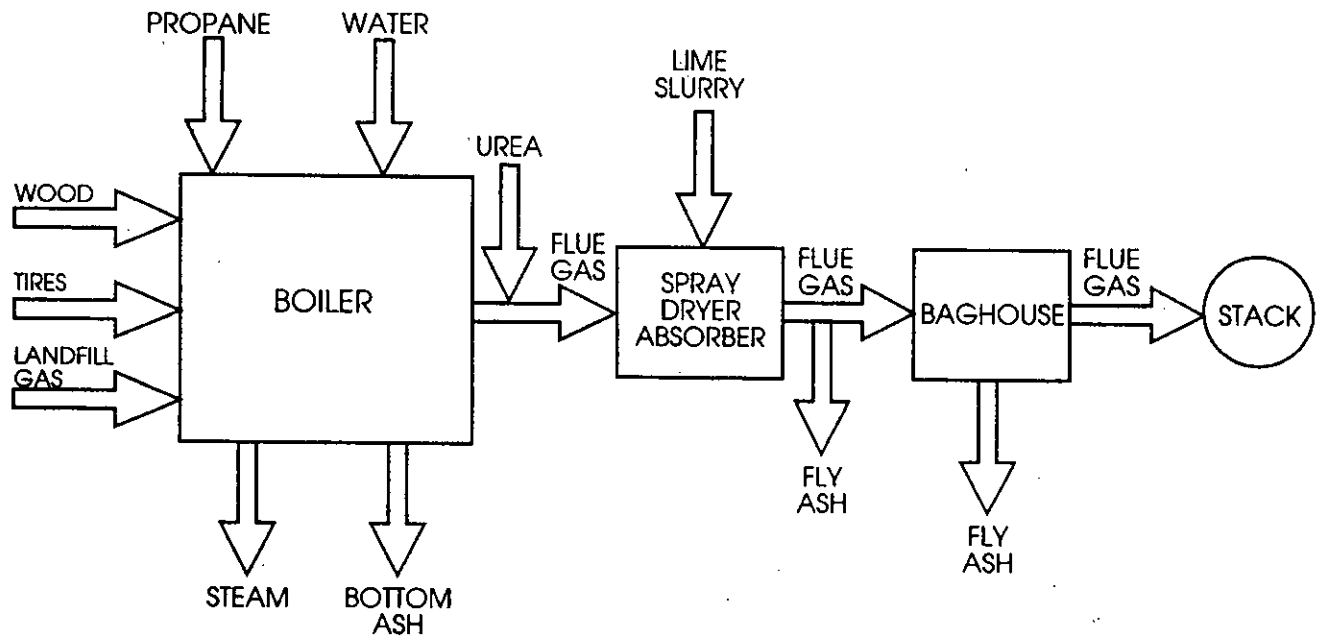 PROPANE
WATER
LIME
SLURRY
UREA
WOOD
TIRES
LANDFILL
GAS
BOILER
FLUE
GAS
SPRAY
DRYER
ABSORBER
FLUE
GAS
BAGHOUSE
FLUE
GAS
STACK
STEAM
BOTTOM
ASH
FLY
ASH
FLY
ASH